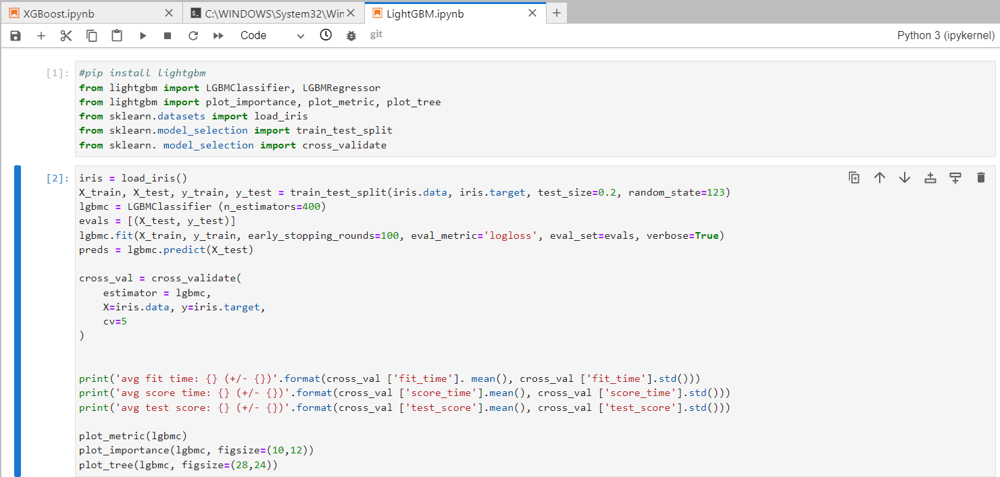 XGBoost.ipynb
C:\WINDOWS\System32\Win
LightGBM.ipynb
Code
git
Python 3 (ipykernel)
[1]:
#pip install lightgbm
from lightgbm import LGBMClassifier, LGBMRegressor
from lightgbm import plot_importance, plot_metric, plot_tree
from sklearn.datasets import load_iris
from sklearn.model_selection import train_test_split
from sklearn. model_selection import cross_validate
[2]:
iris = load_iris()
X_train, X_test, y_train, y_test = train_test_split(iris.data, iris.target, test_size=0.2, random_state=123)
lgbmc = LGBMClassifier (n_estimators=400)
evals = [(X_test, y_test)]
lgbmc.fit(X_train, y_train, early_stopping_rounds=100, eval_metric='logloss', eval_set=evals, verbose=True)
preds = lgbmc.predict(X_test)
cross_val = cross_validate(
estimator = lgbmc,
X=iris.data, y=iris.target,
cv=5
)
print('avg fit time: {} (+/- {})'.format(cross_val ['fit_time']. mean(), cross_val ['fit_time'].std()))
print('avg score time: {} (+/- {})'.format(cross_val ['score_time'].mean(), cross_val ['score_time'].std()))
print('avg test score: {} (+/- {})'.format(cross_val ['test_score'].mean(), cross_val ['test_score'].std()))
plot_metric(lgbmc)
plot_importance(lgbmc, figsize=(10,12))
plot_tree(lgbmc, figsize=(28,24))